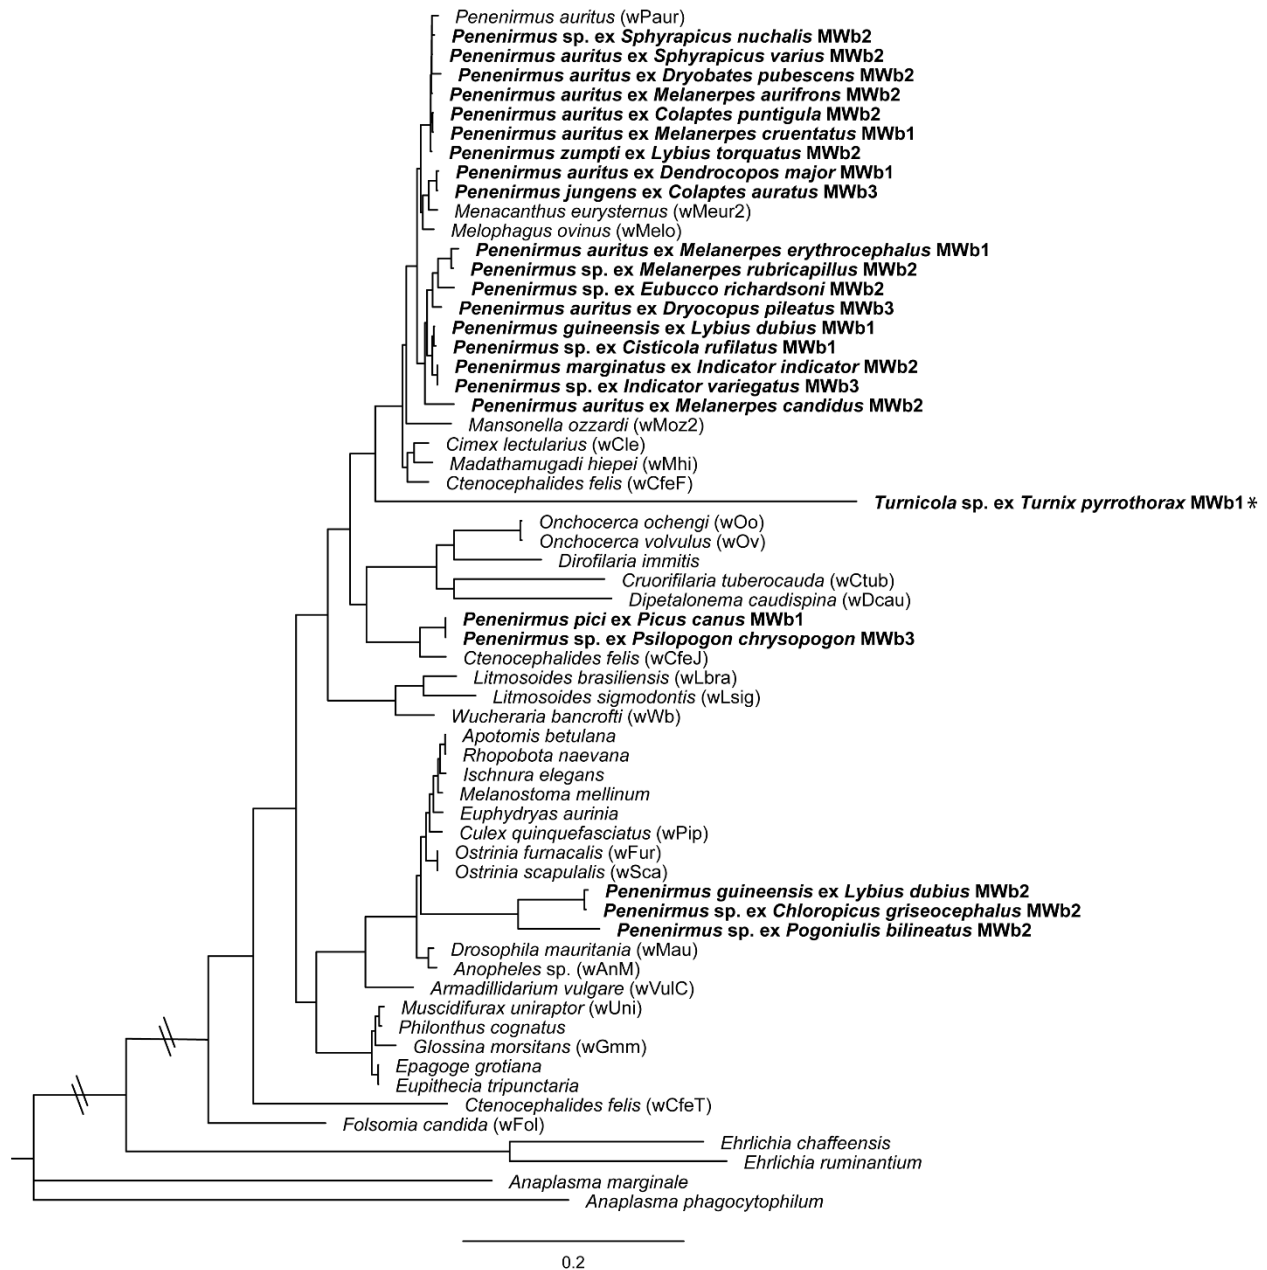 Penenirmus auritus (wPaur)
Penenirmus sp. ex Sphyrapicus nuchalis MWb2
Penenirmus auritus ex Sphyrapicus varius MWb2
Penenirmus auritus ex Dryobates pubescens MWb2
Penenirmus auritus ex Melanerpes aurifrons MWb2
Penenirmus auritus ex Colaptes puntigula MWb2
Penenirmus auritus ex Melanerpes cruentatus MWb1
Penenirmus zumpti ex Lybius torquatus MWb2
Penenirmus auritus ex Dendrocopos major MWb1
Penenirmus jungens ex Colaptes auratus MWb3
Menacanthus eurysternus (wMeur2)
Melophagus ovinus (wMelo)
Penenirmus auritus ex Melanerpes erythrocephalus MWb1
Penenirmus sp. ex Melanerpes rubricapillus MWb2
Penenirmus sp. ex Eubucco richardsoni MWb2
Penenirmus auritus ex Dryocopus pileatus MWb3
Penenirmus guineensis ex Lybius dubius MWb1
Penenirmus sp. ex Cisticola rufilatus MWb1
Penenirmus marginatus ex Indicator indicator MWb2
Penenirmus sp. ex Indicator variegatus MWb3
Penenirmus auritus ex Melanerpes candidus MWb2
Mansonella ozzardi (wMoz2)
Cimex lectularius (wCle)
Madathamugadi hiepei (wMhi)
Ctenocephalides felis (wCfeF)
Turnicola sp. ex Turnix pyrrothorax MWb1*
Onchocerca ochengi (wOo)
Onchocerca volvulus (wOv)
Dirofilaria immitis
Cruorifilaria tuberocauda (wCtub)
Dipetalonema caudispina (wDcau)
Penenirmus pici ex Picus canus MWb1
Penenirmus sp. ex Psilopogon chrysopogon MWb3
Ctenocephalides felis (wCfeJ)
Litmosoides brasiliensis (wLbra)
Litmosoides sigmodontis (wLsig)
Wucheraria bancrofti (wWb)
Apotomis betulana
Rhopobota naevana
Ischnura elegans
Melanostoma mellinum
Euphydryas aurinia
Culex quinquefasciatus (wPip)
Ostrinia furnacalis (wFur)
Ostrinia scapulalis (wSca)
Penenirmus guineensis ex Lybius dubius MWb2
Penenirmus sp. ex Chloropicus griseocephalus MWb2
Penenirmus sp. ex Pogoniulis bilineatus MWb2
Drosophila mauritania (wMau)
Anopheles sp. (wAnM)
Armadillidarium vulgare (wVulC)
Muscidifurax uniraptor (wUni)
Philonthus cognatus
Glossina morsitans (wGmm)
Epagoge grotiana
Eupithecia tripunctaria
Ctenocephalides felis (wCfeT)
Folsomia candida (wFol)
Ehrlichia chaffeensis
Ehrlichia ruminantium
Anaplasma marginale
Anaplasma phagocytophilum
0.2